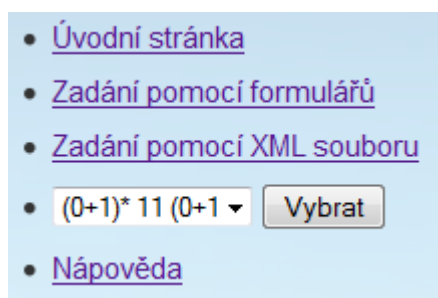 Úvodní stránka
Zadání pomocí formulářů
Zadání pomocí XML souboru
(0+1)* 11 (0+1 Vybrat
Nápověda